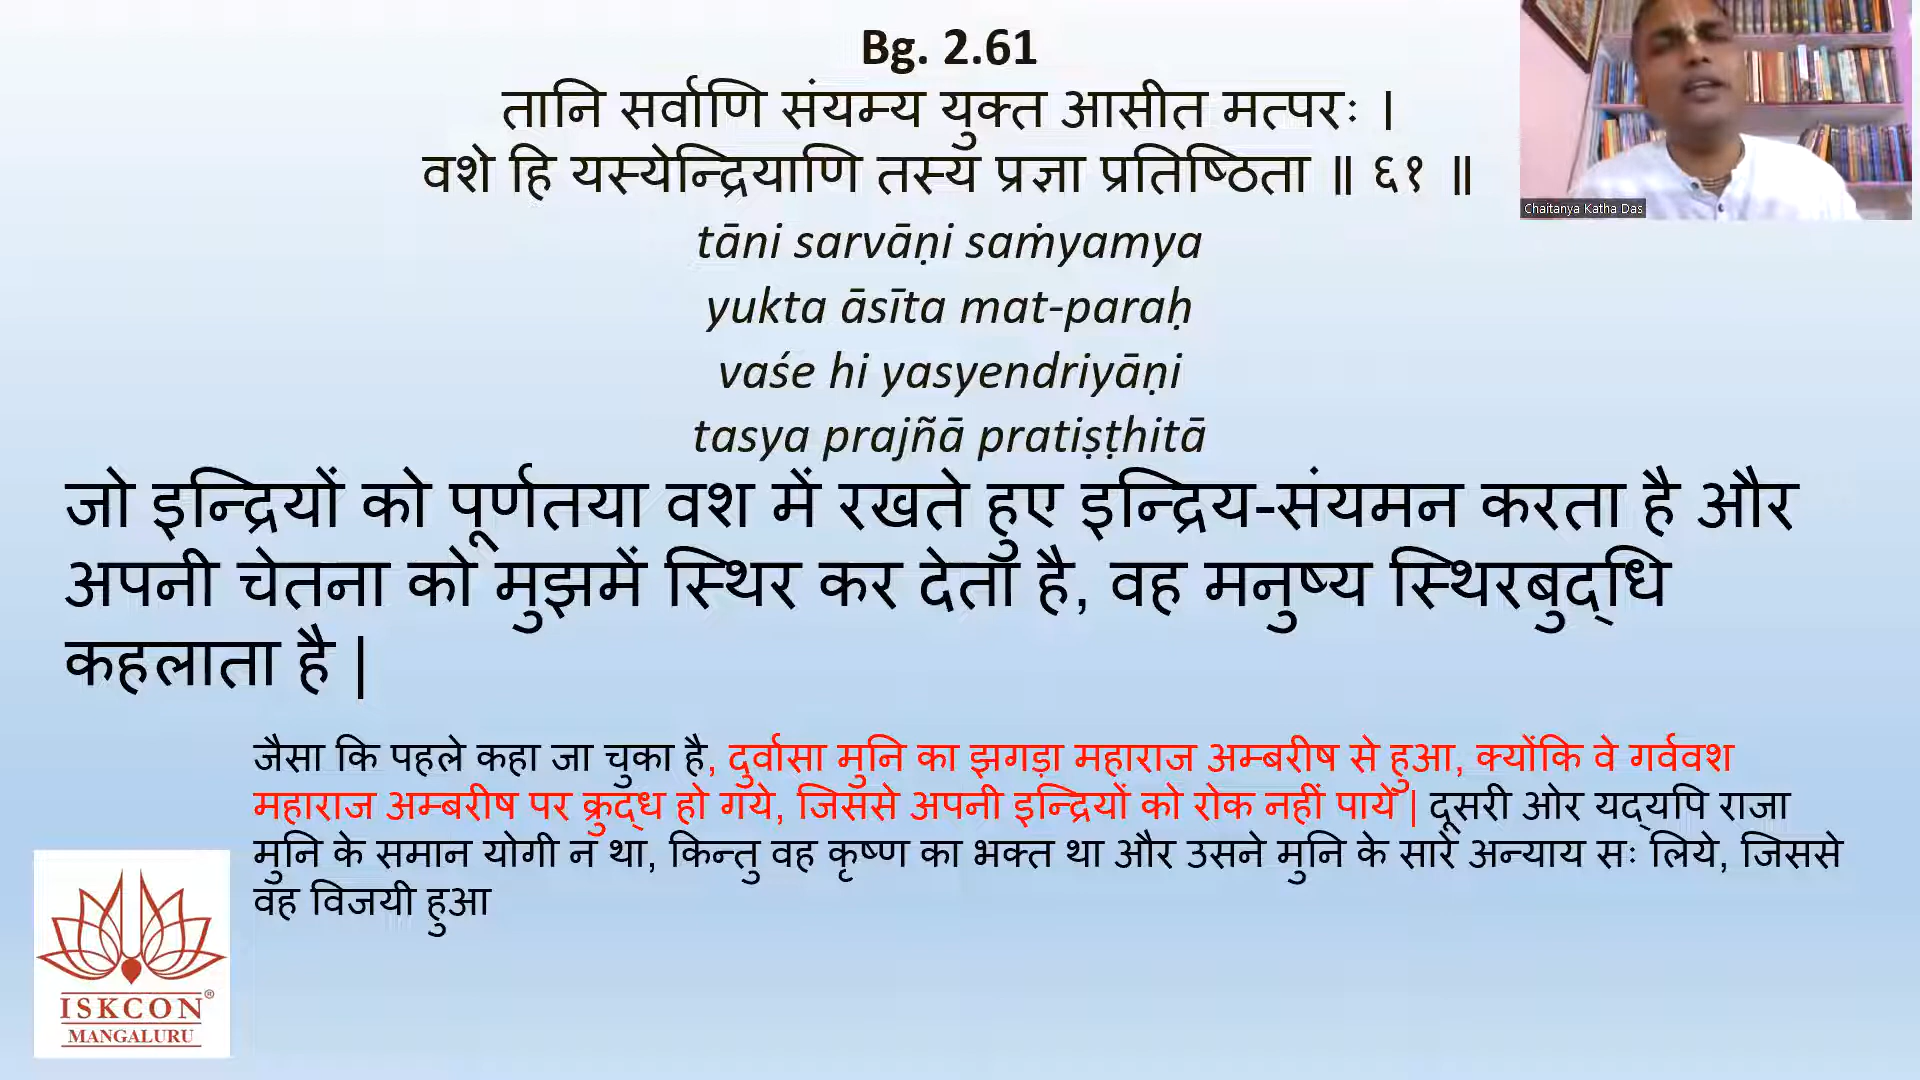 Bg. 2.61
तानि सर्वाणि संयम्य युक्त आसीत मत्परः |
वशे हि यस्येन्द्रियाणि तस्य प्रज्ञा प्रतिष्ठिता ॥ ६१ ॥
tāni sarvāṇi saṁyamya
yukta āsīta mat-paraḥ
vaśe hi yasyendriyāṇi
tasya prajñā pratiṣṭhitā
जो इन्द्रियों को पूर्णतया वश में रखते हुए इन्द्रिय-संयमन करता है और
अपनी चेतना को मुझमें स्थिर कर देता है, वह मनुष्य स्थिरबुद्धि
कहलाता है |
जैसा कि पहले कहा जा चुका है, दुर्वासा मुनि का झगड़ा महाराज अम्बरीष से हुआ, क्योंकि वे गर्ववश
महाराज अम्बरीष पर क्रुद्ध हो गये, जिससे अपनी इन्द्रियों को रोक नहीं पाये | दूसरी ओर यद्यपि राजा
मुनि के समान योगी न था, किन्तु वह कृष्ण का भक्त था और उसने मुनि के सारे अन्याय सः लिये, जिससे
वह विजयी हुआ
Chaitanya Katha Das
ISKCON®
MANGALURU